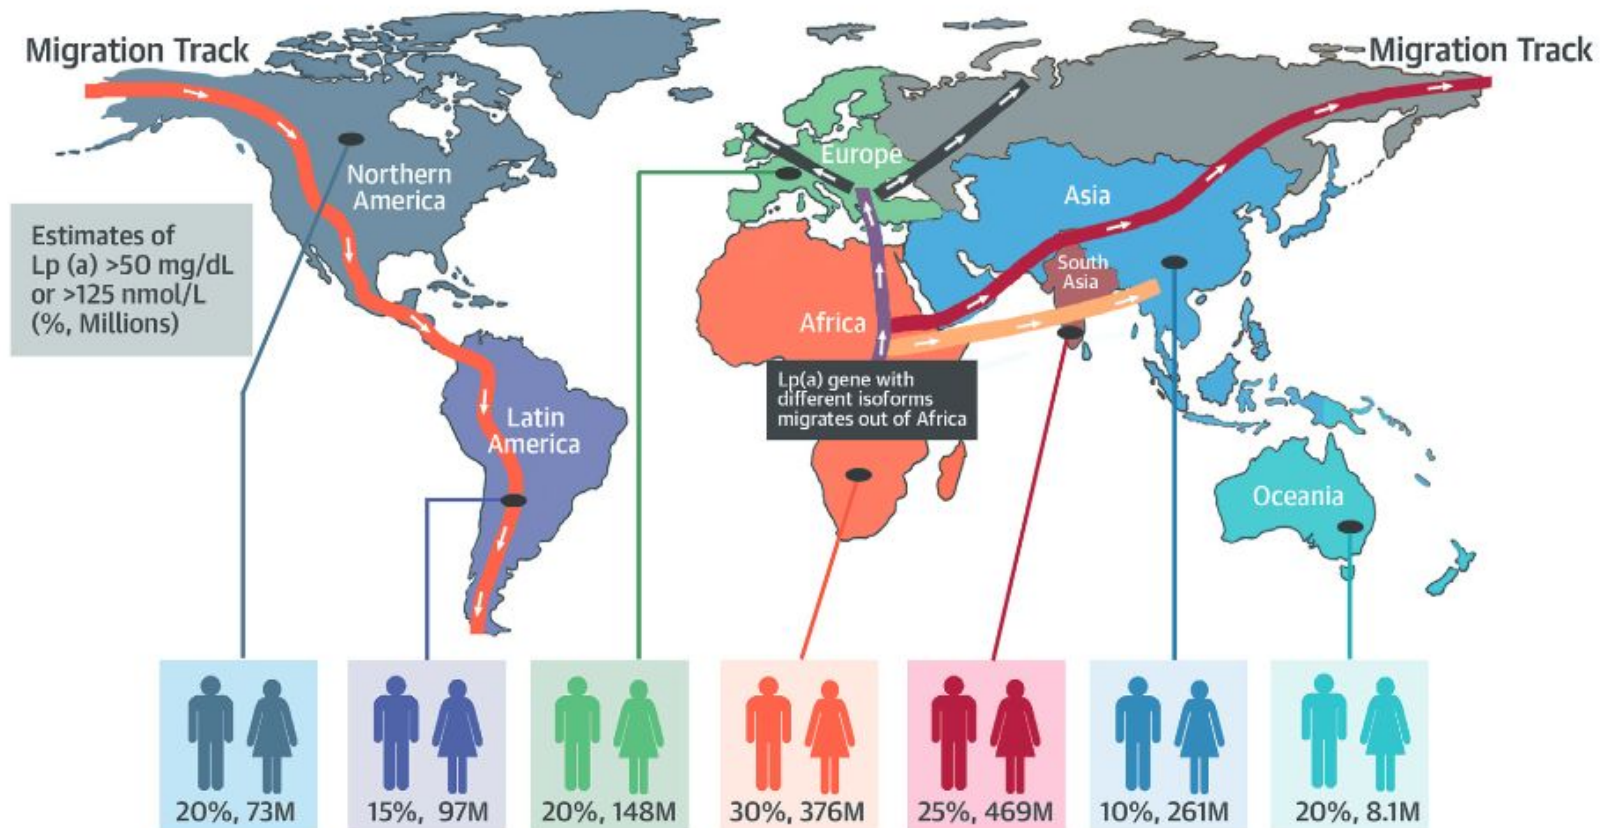 Migration Track
Migration Track
Northern
America
Europe
Asia
Estimates of
Lp (a) >50 mg/dL
or >125 nmol/L
(%, Millions)
South
Asia
Africa
Lp(a) gene with
different isoforms
migrates out of Africa
Latin
America
Oceania
20%, 73M
15%, 97M
20%, 148M
30%, 376M
25%, 469M
10%, 261M
20%, 8.1M